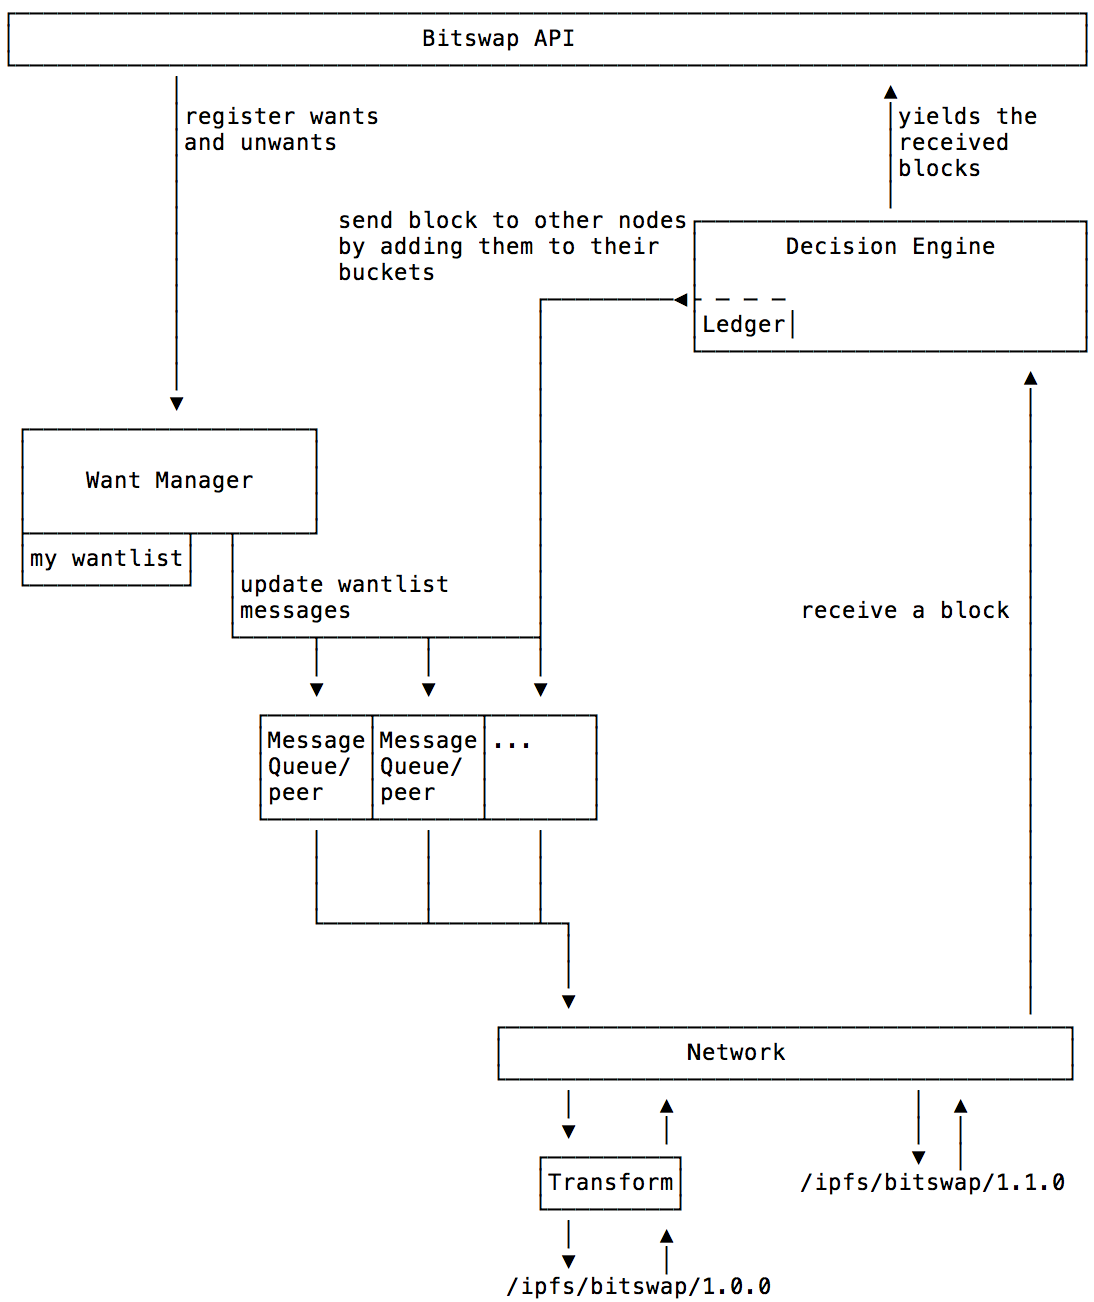 Bitswap API
register wants
and unwants
yields the
received
blocks
send block to other nodes
by adding them to their
buckets
Decision Engine
Ledger
Want Manager
my wantlist
update wantlist
messages
receive a block
Message
Queue/
peer
Message
Queue/
peer
...
Network
Transform
/ipfs/bitswap/1.1.0
/ipfs/bitswap/1.0.0